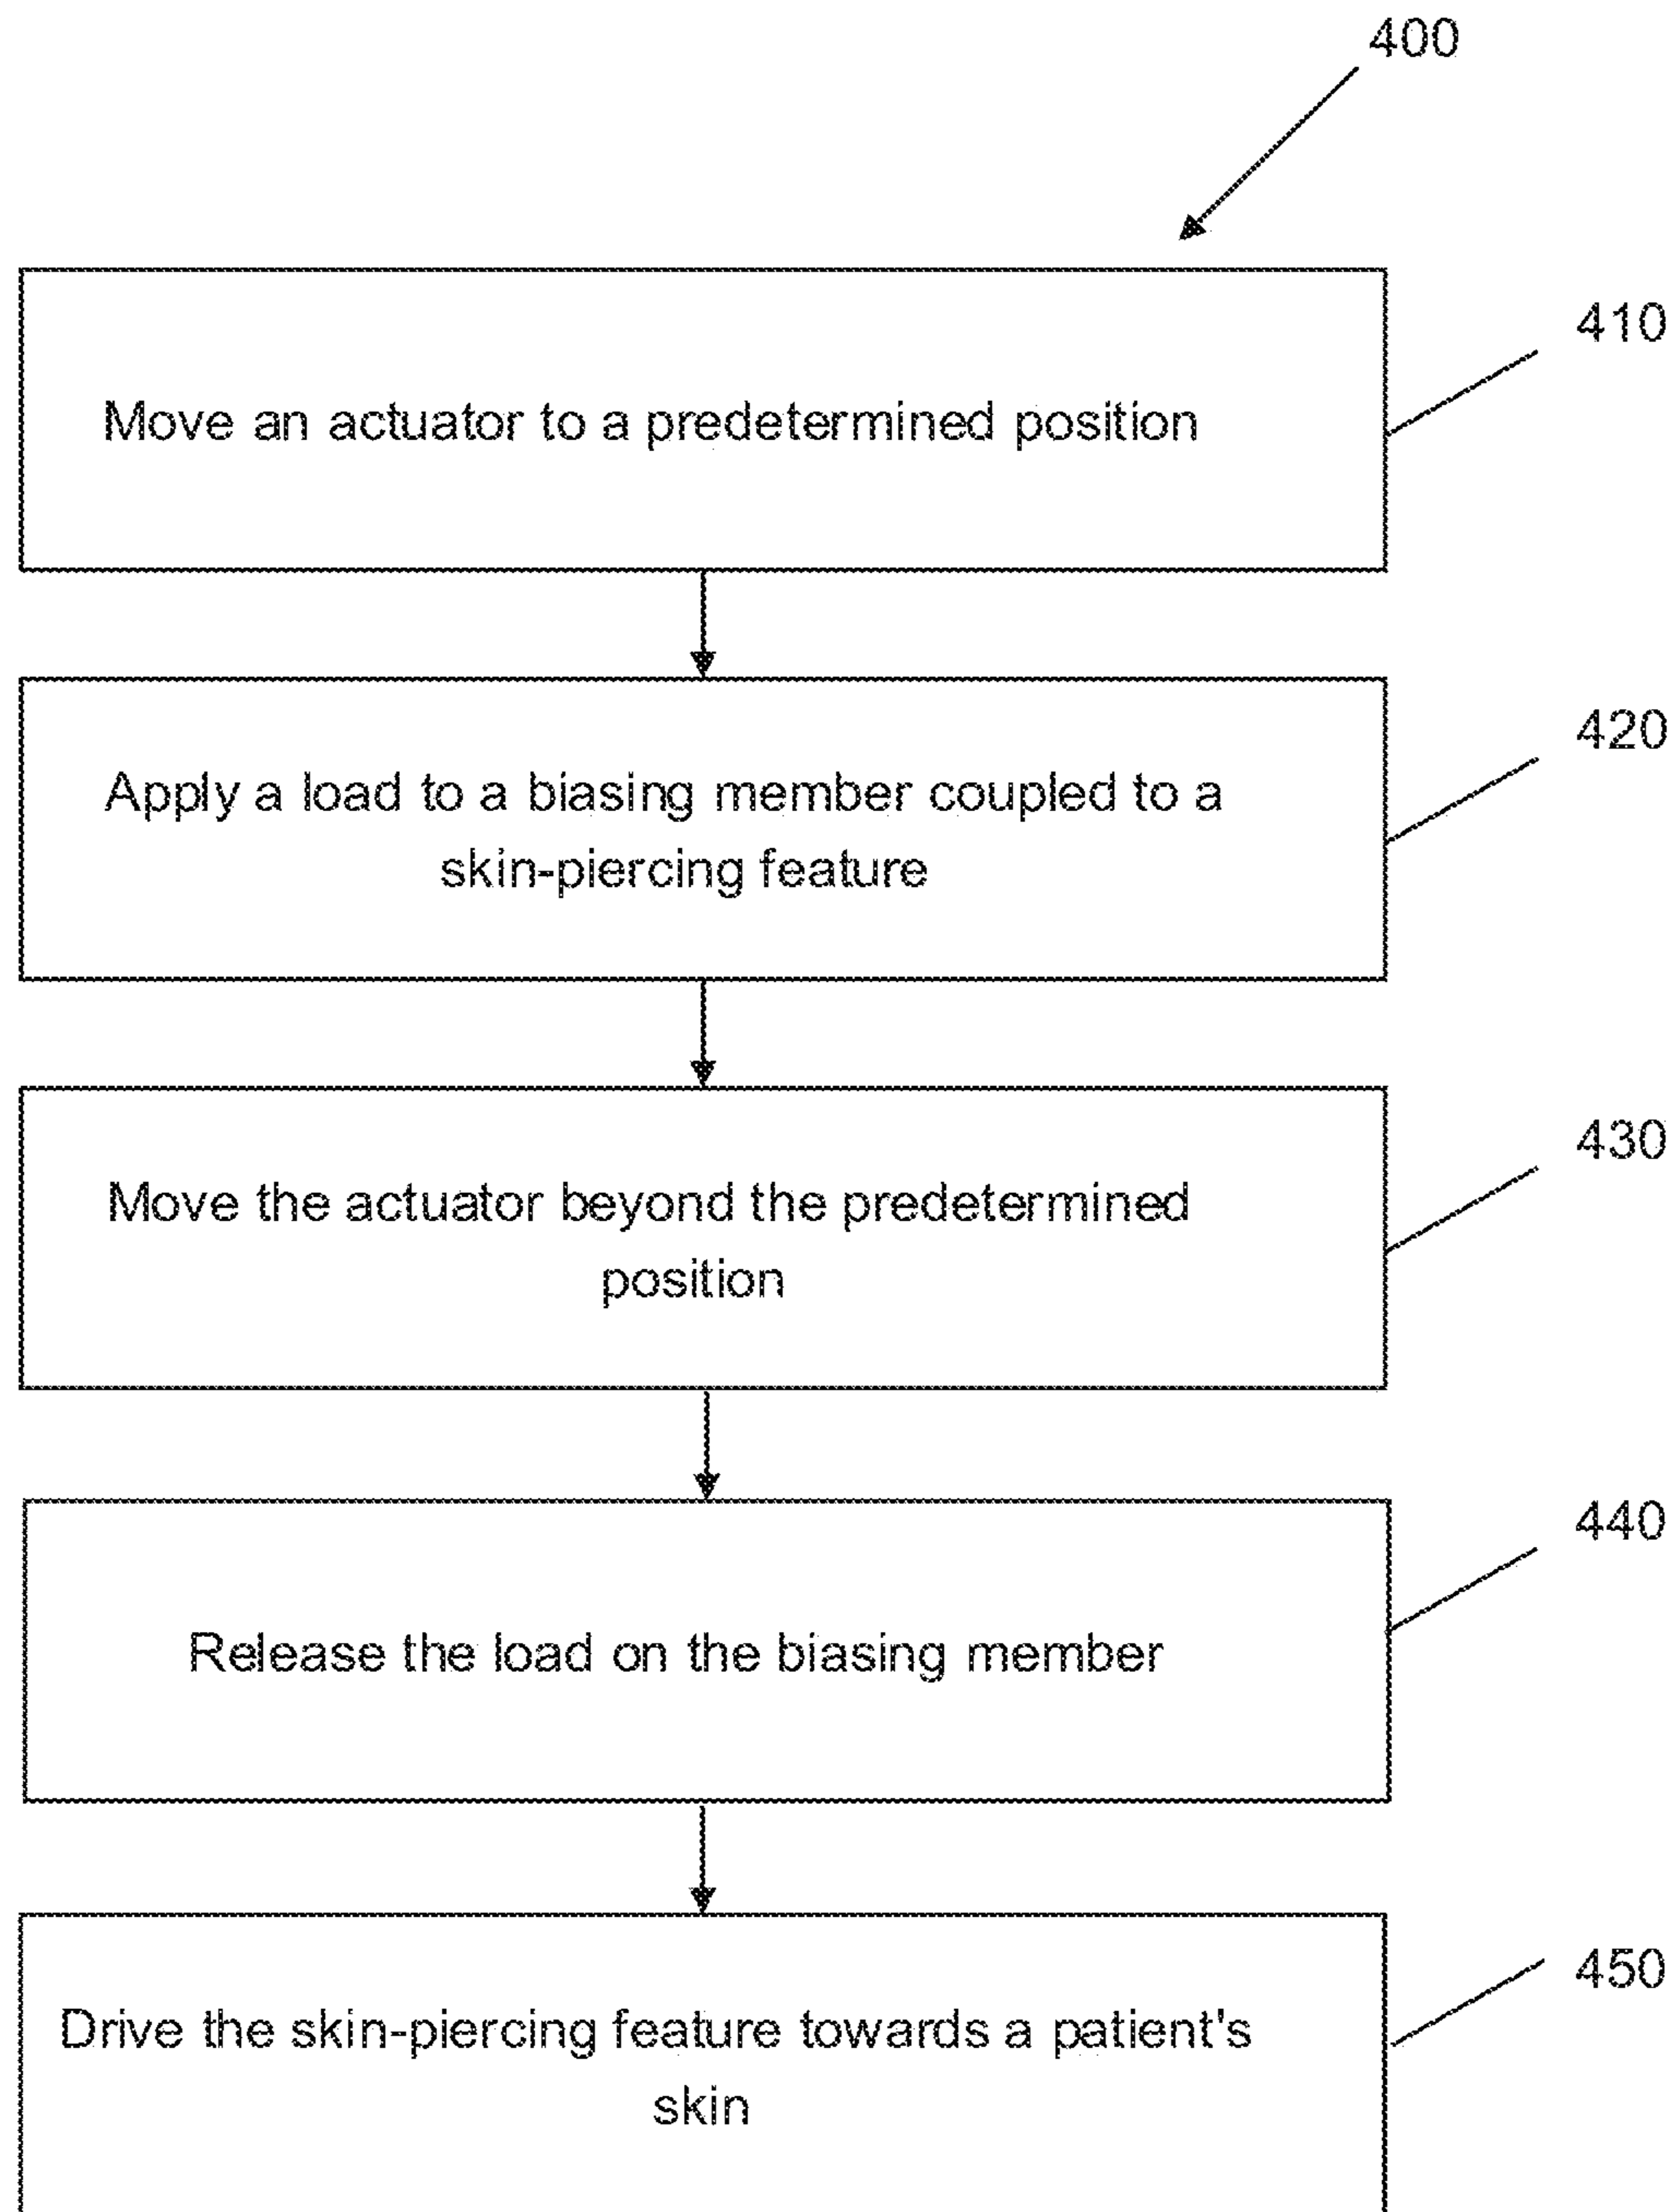 400
410
Move an actuator to a predetermined position
420
Apply a load to a biasing member coupled to a
skin-piercing feature
430
Move the actuator beyond the predetermined
position
440
Release the load on the biasing member
450
Drive the skin-piercing feature towards a patient's
skin